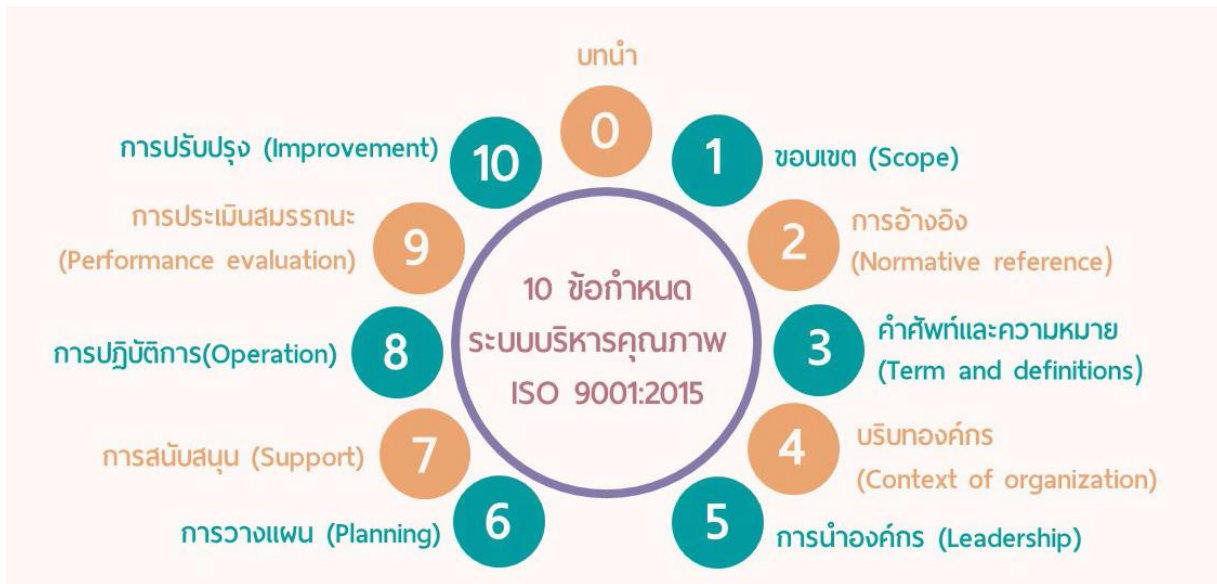 บทนำ
0
1
ขอบเขต (Scope)
2
การอ้างอิง
(Normative reference)
3
คำศัพท์และความหมาย
(Term and definitions)
4
บริบทองค์กร
(Context of organization)
5
การนำองค์กร (Leadership)
6
การวางแผน (Planning)
7
การสนับสนุน (Support)
8
การปฏิบัติการ(Operation)
9
การประเมินสมรรถนะ
(Performance evaluation)
10
การปรับปรุง (Improvement)
10 ข้อกำหนด
ระบบบริหารคุณภาพ
ISO 9001:2015